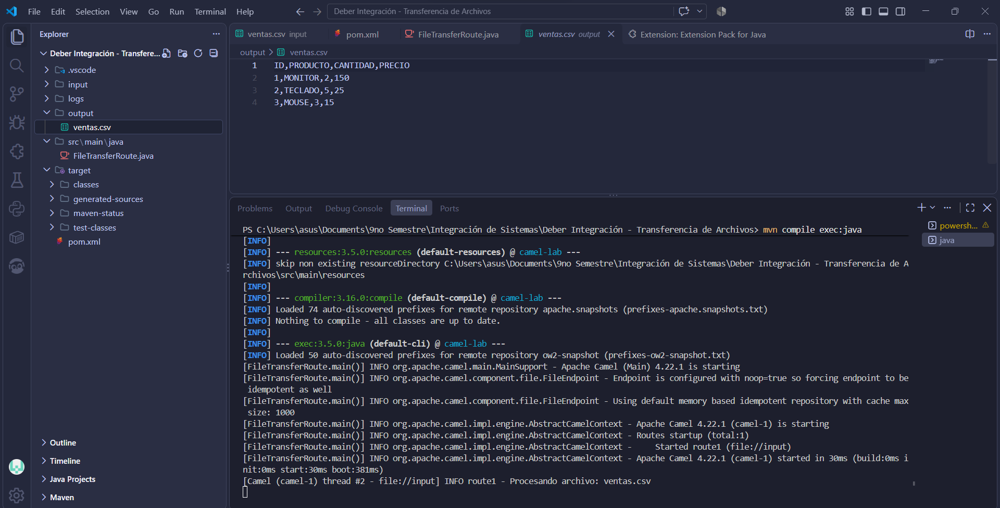 File Edit Selection View Go Run Terminal Help
Deber Integración - Transferencia de Archivos
Explorer
Deber Integración - Transfere...
.vscode
input
logs
output
ventas.csv
src\main\java
FileTransferRoute.java
target
classes
generated-sources
maven-status
test-classes
pom.xml
Outline
Timeline
Java Projects
Maven
ventas.csv input
pom.xml
FileTransferRoute.java
ventas.csv output
Extension: Extension Pack for Java
output > ventas.csv
1 ID,PRODUCTO,CANTIDAD,PRECIO
2 1,MONITOR,2,150
3 2,TECLADO,5,25
4 3,MOUSE,3,15
Problems Output Debug Console Terminal Ports
PS C:\Users\asus\Documents\9no Semestre\Integración de Sistemas\Deber Integración - Transferencia de Archivos> mvn compile exec:java
[INFO]
[INFO] --- resources:3.5.0:resources (default-resources) @ camel-lab ---
[INFO] skip non existing resourceDirectory C:\Users\asus\Documents\9no Semestre\Integración de Sistemas\Deber Integración - Transferencia de A
rchivos\src\main\resources
[INFO]
[INFO] --- compiler:3.16.0:compile (default-compile) @ camel-lab ---
[INFO] Loaded 74 auto-discovered prefixes for remote repository apache.snapshots (prefixes-apache.snapshots.txt)
[INFO] Nothing to compile - all classes are up to date.
[INFO]
[INFO] --- exec:3.5.0:java (default-cli) @ camel-lab ---
[INFO] Loaded 50 auto-discovered prefixes for remote repository ow2-snapshot (prefixes-ow2-snapshot.txt)
[FileTransferRoute.main()] INFO org.apache.camel.main.MainSupport - Apache Camel (Main) 4.22.1 is starting
[FileTransferRoute.main()] INFO org.apache.camel.component.file.FileEndpoint - Endpoint is configured with noop=true so forcing endpoint to be
idempotent as well
[FileTransferRoute.main()] INFO org.apache.camel.component.file.FileEndpoint - Using default memory based idempotent repository with cache max
size: 1000
[FileTransferRoute.main()] INFO org.apache.camel.impl.engine.AbstractCamelContext - Apache Camel 4.22.1 (camel-1) is starting
[FileTransferRoute.main()] INFO org.apache.camel.impl.engine.AbstractCamelContext - Routes startup (total:1)
[FileTransferRoute.main()] INFO org.apache.camel.impl.engine.AbstractCamelContext -     Started route1 (file://input)
[FileTransferRoute.main()] INFO org.apache.camel.impl.engine.AbstractCamelContext - Apache Camel 4.22.1 (camel-1) started in 30ms (build:0ms i
nit:0ms start:30ms boot:381ms)
[Camel (camel-1) thread #2 - file://input] INFO route1 - Procesando archivo: ventas.csv
powersh...
java